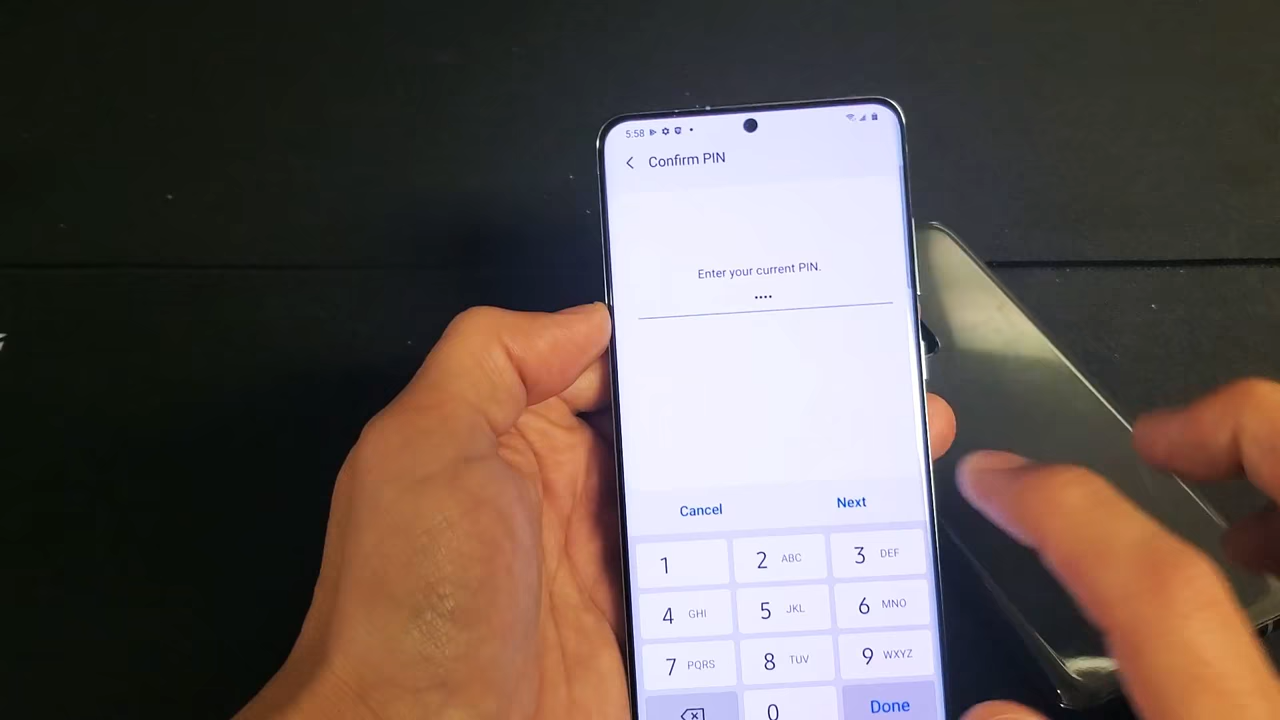 5:58
Confirm PIN
Enter your current PIN.
••••
Cancel Next
1 2 ABC 3 DEF
4 GHI 5 JKL 6 MNO
7 PQRS 8 TUV 9 WXYZ
0 Done